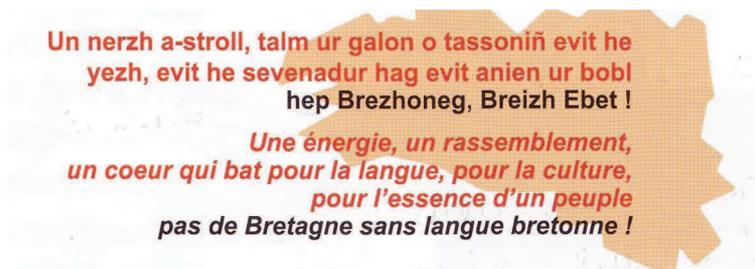 Un nerzh a-stroll, talm ur galon o tassoniñ evit he
yezh, evit he sevenadur hag evit anien ur bobl
hep Brezhoneg, Breizh Ebet !
Une énergie, un rassemblement,
un coeur qui bat pour la langue, pour la culture,
pour l'essence d'un peuple
pas de Bretagne sans langue bretonne !